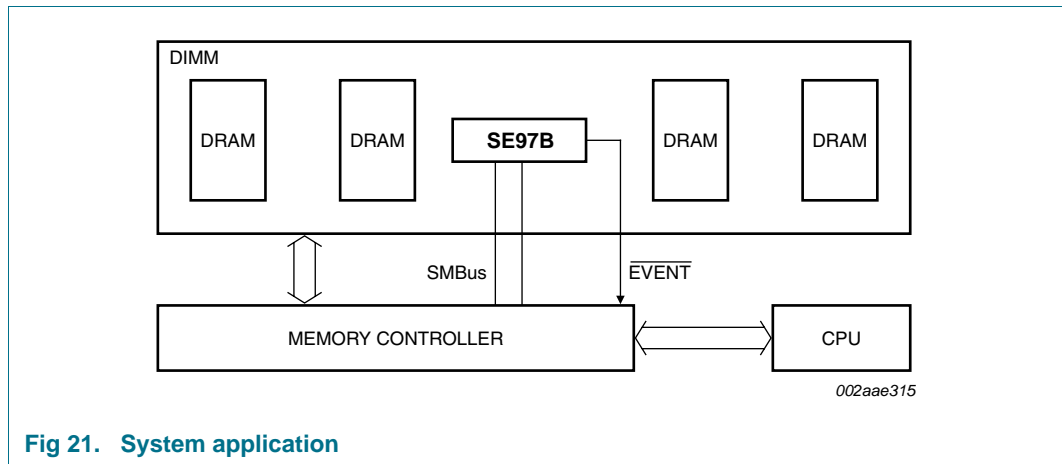 DIMM
DRAM
DRAM
SE97B
DRAM
DRAM
SMBus
EVENT
MEMORY CONTROLLER
CPU
002aae315
Fig 21. System application